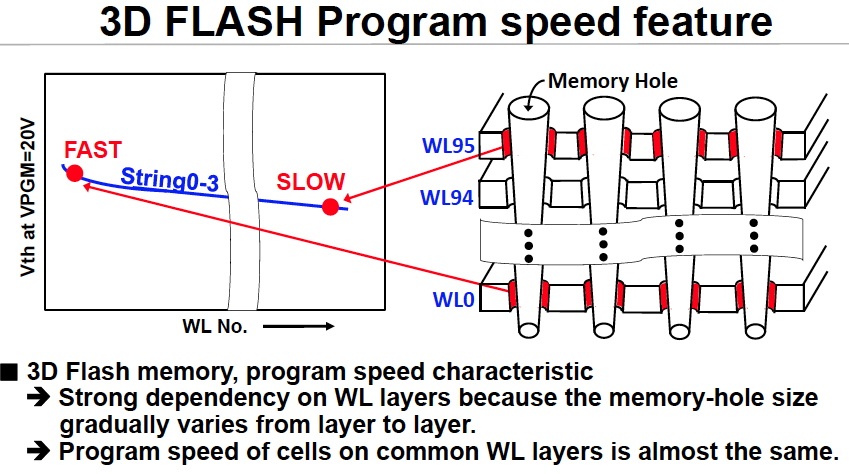 3D FLASH Program speed feature
Vth at VPGM=20V
FAST
String0-3
SLOW
WL No.
Memory Hole
WL95
WL94
WL0
■ 3D Flash memory, program speed characteristic
➔ Strong dependency on WL layers because the memory-hole size
gradually varies from layer to layer.
➔ Program speed of cells on common WL layers is almost the same.